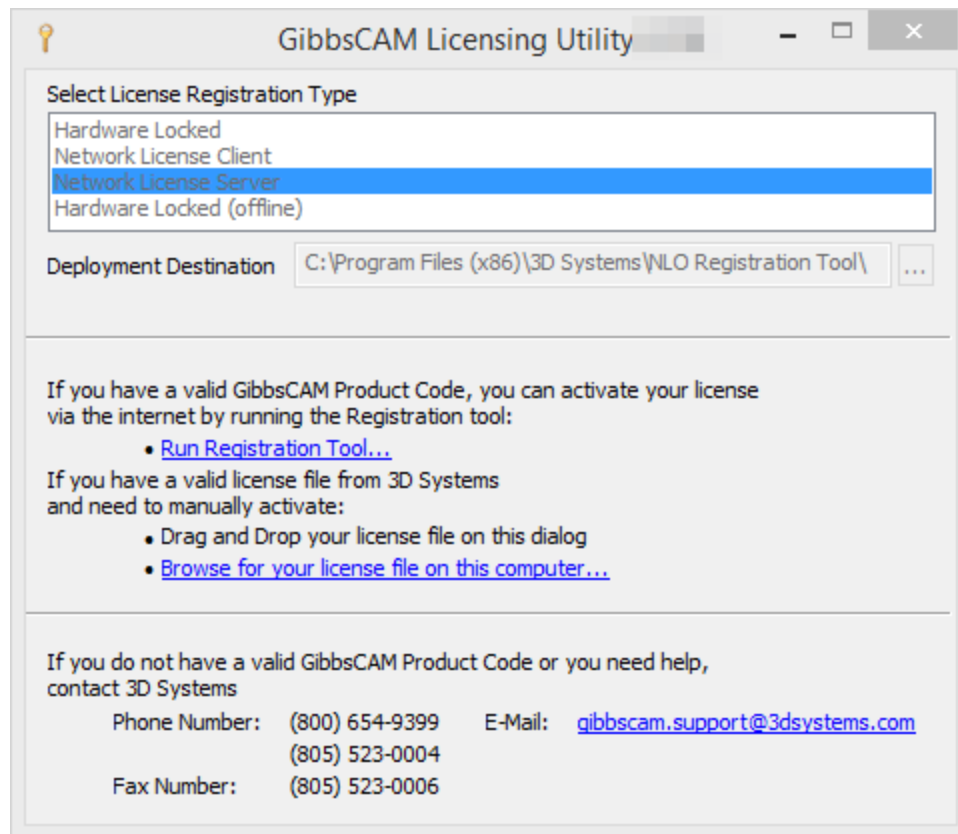 GibbsCAM Licensing Utility
Select License Registration Type
Hardware Locked
Network License Client
Network License Server
Hardware Locked (offline)
Deployment Destination C:\Program Files (x86)\3D Systems\NLO Registration Tool\ ...
If you have a valid GibbsCAM Product Code, you can activate your license
via the internet by running the Registration tool:
• Run Registration Tool...
If you have a valid license file from 3D Systems
and need to manually activate:
• Drag and Drop your license file on this dialog
• Browse for your license file on this computer...
If you do not have a valid GibbsCAM Product Code or you need help,
contact 3D Systems
Phone Number: (800) 654-9399 E-Mail: gibbscam.support@3dsystems.com
(805) 523-0004
Fax Number: (805) 523-0006